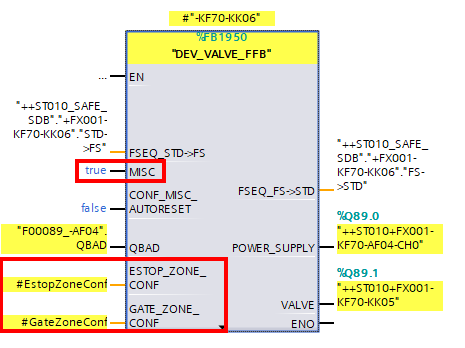 #"-KF70-KK06"
%FB1950
"DEV_VALVE_FFB"
... EN
"++ST010_SAFE_
SDB"."+FX001-
KF70-KK06"."STD-
>FS" FSEQ_STD->FS
true MISC
false CONF_MISC_
AUTORESET
"F00089_-AF04".
QBAD QBAD
#EstopZoneConf ESTOP_ZONE_
CONF
#GateZoneConf GATE_ZONE_
CONF
"++ST010_SAFE_
SDB"."+FX001-
KF70-KK06"."FS-
FSEQ_FS->STD >STD"
%Q89.0
"++ST010+FX001-
POWER_SUPPLY KF70-AF04-CH0"
%Q89.1
"++ST010+FX001-
VALVE KF70-KK05"
ENO